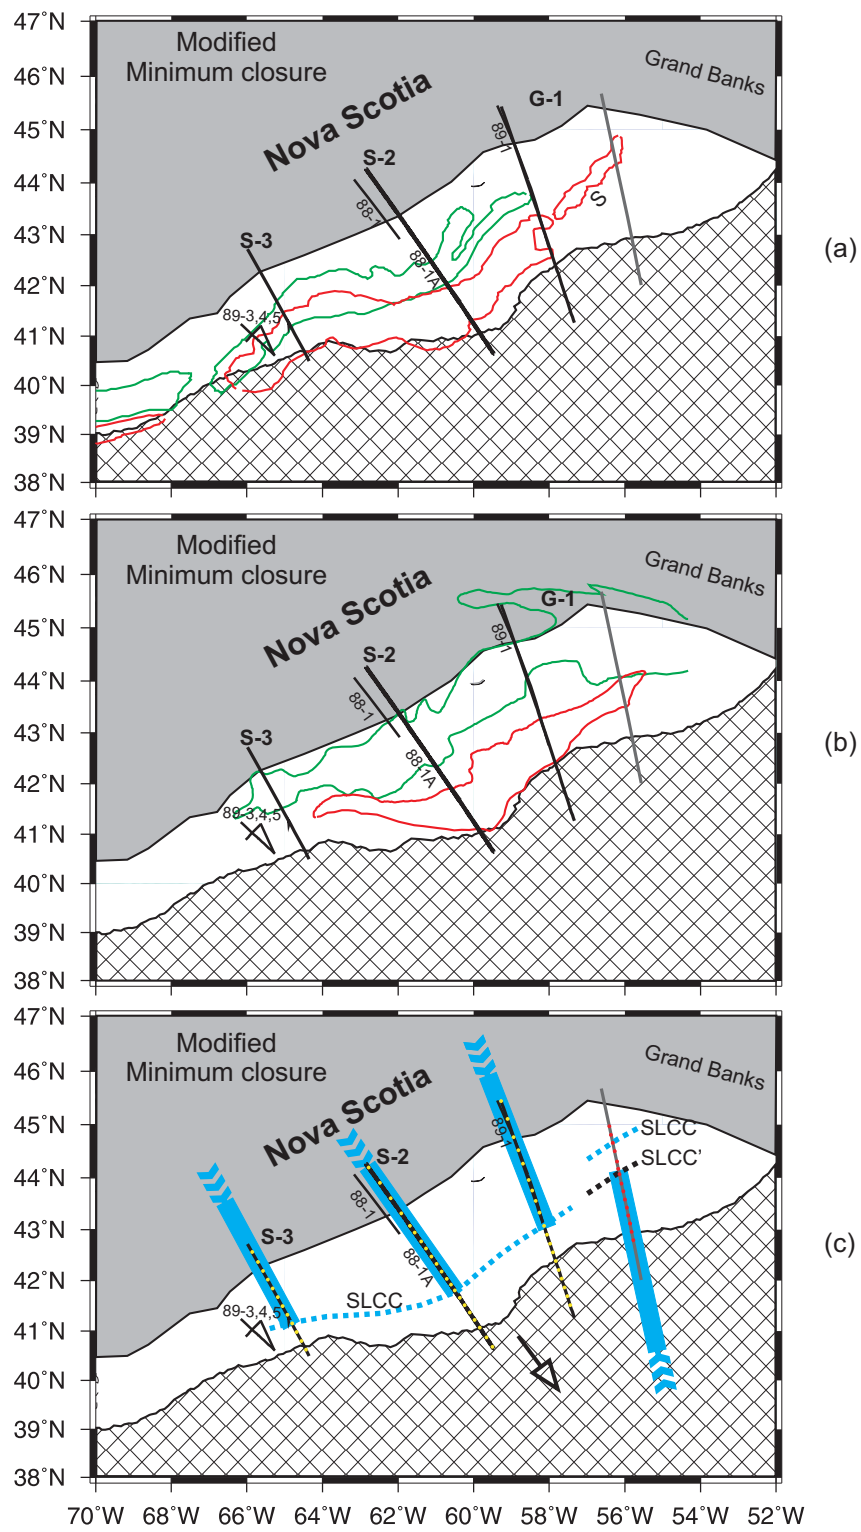 47°N
Modified
Minimum closure
46°N
Grand Banks
Nova Scotia
G-1
45°N
89-1
S-2
44°N
88-1
S
(a)
43°N
S-3
88-1A
42°N
89-3,4,5
41°N
40°N
39°N
38°N
47°N
Modified
Minimum closure
46°N
Grand Banks
Nova Scotia
G-1
45°N
89-1
S-2
44°N
88-1
(b)
43°N
S-3
88-1A
42°N
89-3,4,5
41°N
40°N
39°N
38°N
47°N
Modified
Minimum closure
46°N
Grand Banks
Nova Scotia
45°N
89-1
SLCC
S-2
SLCC'
44°N
88-1
(c)
43°N
S-3
88-1A
42°N
SLCC
89-3,4,5
41°N
40°N
39°N
38°N
70°W 68°W 66°W 64°W 62°W 60°W 58°W 56°W 54°W 52°W